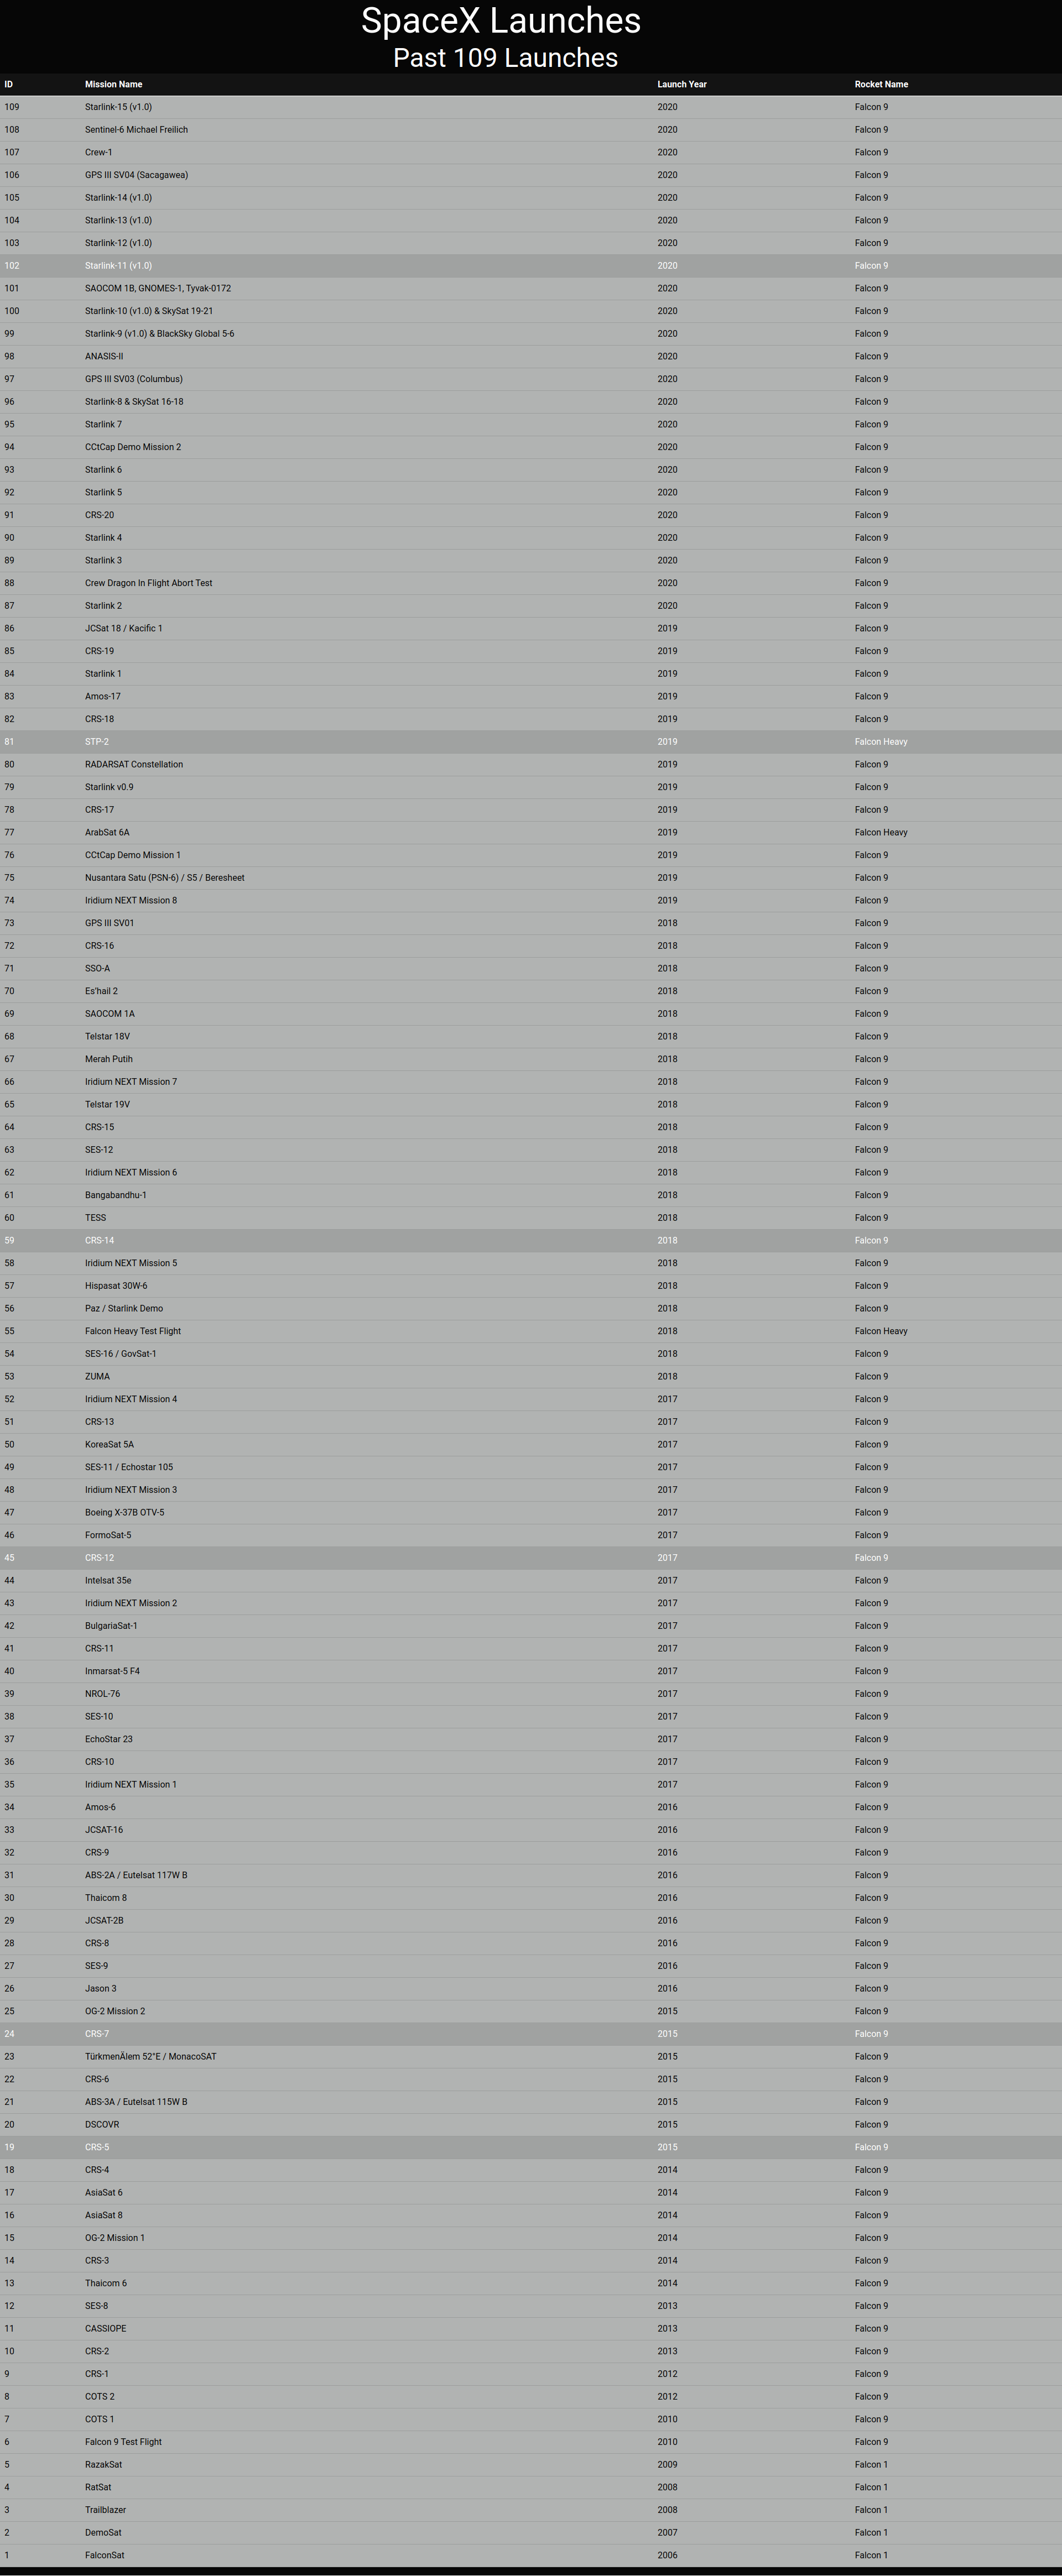 SpaceX Launches
Past 109 Launches
ID Mission Name Launch Year Rocket Name
109 Starlink-15 (v1.0) 2020 Falcon 9
108 Sentinel-6 Michael Freilich 2020 Falcon 9
107 Crew-1 2020 Falcon 9
106 GPS III SV04 (Sacagawea) 2020 Falcon 9
105 Starlink-14 (v1.0) 2020 Falcon 9
104 Starlink-13 (v1.0) 2020 Falcon 9
103 Starlink-12 (v1.0) 2020 Falcon 9
102 Starlink-11 (v1.0) 2020 Falcon 9
101 SAOCOM 1B, GNOMES-1, Tyvak-0172 2020 Falcon 9
100 Starlink-10 (v1.0) & SkySat 19-21 2020 Falcon 9
99 Starlink-9 (v1.0) & BlackSky Global 5-6 2020 Falcon 9
98 ANASIS-II 2020 Falcon 9
97 GPS III SV03 (Columbus) 2020 Falcon 9
96 Starlink-8 & SkySat 16-18 2020 Falcon 9
95 Starlink 7 2020 Falcon 9
94 CCtCap Demo Mission 2 2020 Falcon 9
93 Starlink 6 2020 Falcon 9
92 Starlink 5 2020 Falcon 9
91 CRS-20 2020 Falcon 9
90 Starlink 4 2020 Falcon 9
89 Starlink 3 2020 Falcon 9
88 Crew Dragon In Flight Abort Test 2020 Falcon 9
87 Starlink 2 2020 Falcon 9
86 JCSat 18 / Kacific 1 2019 Falcon 9
85 CRS-19 2019 Falcon 9
84 Starlink 1 2019 Falcon 9
83 Amos-17 2019 Falcon 9
82 CRS-18 2019 Falcon 9
81 STP-2 2019 Falcon Heavy
80 RADARSAT Constellation 2019 Falcon 9
79 Starlink v0.9 2019 Falcon 9
78 CRS-17 2019 Falcon 9
77 ArabSat 6A 2019 Falcon Heavy
76 CCtCap Demo Mission 1 2019 Falcon 9
75 Nusantara Satu (PSN-6) / S5 / Beresheet 2019 Falcon 9
74 Iridium NEXT Mission 8 2019 Falcon 9
73 GPS III SV01 2018 Falcon 9
72 CRS-16 2018 Falcon 9
71 SSO-A 2018 Falcon 9
70 Es'hail 2 2018 Falcon 9
69 SAOCOM 1A 2018 Falcon 9
68 Telstar 18V 2018 Falcon 9
67 Merah Putih 2018 Falcon 9
66 Iridium NEXT Mission 7 2018 Falcon 9
65 Telstar 19V 2018 Falcon 9
64 CRS-15 2018 Falcon 9
63 SES-12 2018 Falcon 9
62 Iridium NEXT Mission 6 2018 Falcon 9
61 Bangabandhu-1 2018 Falcon 9
60 TESS 2018 Falcon 9
59 CRS-14 2018 Falcon 9
58 Iridium NEXT Mission 5 2018 Falcon 9
57 Hispasat 30W-6 2018 Falcon 9
56 Paz / Starlink Demo 2018 Falcon 9
55 Falcon Heavy Test Flight 2018 Falcon Heavy
54 SES-16 / GovSat-1 2018 Falcon 9
53 ZUMA 2018 Falcon 9
52 Iridium NEXT Mission 4 2017 Falcon 9
51 CRS-13 2017 Falcon 9
50 KoreaSat 5A 2017 Falcon 9
49 SES-11 / Echostar 105 2017 Falcon 9
48 Iridium NEXT Mission 3 2017 Falcon 9
47 Boeing X-37B OTV-5 2017 Falcon 9
46 FormoSat-5 2017 Falcon 9
45 CRS-12 2017 Falcon 9
44 Intelsat 35e 2017 Falcon 9
43 Iridium NEXT Mission 2 2017 Falcon 9
42 BulgariaSat-1 2017 Falcon 9
41 CRS-11 2017 Falcon 9
40 Inmarsat-5 F4 2017 Falcon 9
39 NROL-76 2017 Falcon 9
38 SES-10 2017 Falcon 9
37 EchoStar 23 2017 Falcon 9
36 CRS-10 2017 Falcon 9
35 Iridium NEXT Mission 1 2017 Falcon 9
34 Amos-6 2016 Falcon 9
33 JCSAT-16 2016 Falcon 9
32 CRS-9 2016 Falcon 9
31 ABS-2A / Eutelsat 117W B 2016 Falcon 9
30 Thaicom 8 2016 Falcon 9
29 JCSAT-2B 2016 Falcon 9
28 CRS-8 2016 Falcon 9
27 SES-9 2016 Falcon 9
26 Jason 3 2016 Falcon 9
25 OG-2 Mission 2 2015 Falcon 9
24 CRS-7 2015 Falcon 9
23 TürkmenÄlem 52°E / MonacoSAT 2015 Falcon 9
22 CRS-6 2015 Falcon 9
21 ABS-3A / Eutelsat 115W B 2015 Falcon 9
20 DSCOVR 2015 Falcon 9
19 CRS-5 2015 Falcon 9
18 CRS-4 2014 Falcon 9
17 AsiaSat 6 2014 Falcon 9
16 AsiaSat 8 2014 Falcon 9
15 OG-2 Mission 1 2014 Falcon 9
14 CRS-3 2014 Falcon 9
13 Thaicom 6 2014 Falcon 9
12 SES-8 2013 Falcon 9
11 CASSIOPE 2013 Falcon 9
10 CRS-2 2013 Falcon 9
9 CRS-1 2012 Falcon 9
8 COTS 2 2012 Falcon 9
7 COTS 1 2010 Falcon 9
6 Falcon 9 Test Flight 2010 Falcon 9
5 RazakSat 2009 Falcon 1
4 RatSat 2008 Falcon 1
3 Trailblazer 2008 Falcon 1
2 DemoSat 2007 Falcon 1
1 FalconSat 2006 Falcon 1